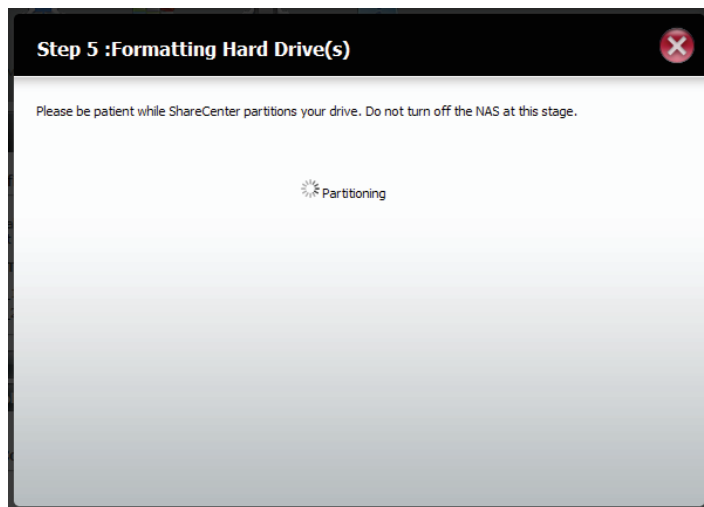 Step 5 :Formatting Hard Drive(s)
Please be patient while ShareCenter partitions your drive. Do not turn off the NAS at this stage.
Partitioning